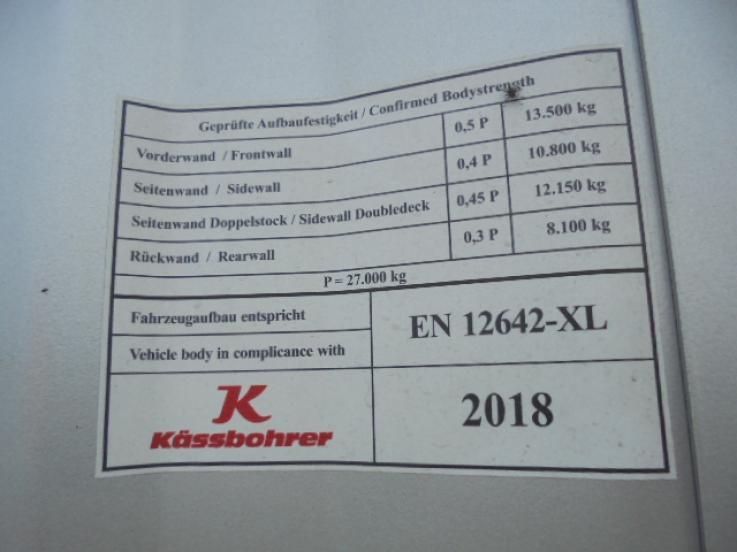 Geprüfte Aufbaufestigkeit / Confirmed Bodystrength
Vorderwand / Frontwall 0,5 P 13.500 kg
Seitenwand / Sidewall 0,4 P 10.800 kg
Seitenwand Doppelstock / Sidewall Doubledeck 0,45 P 12.150 kg
Rückwand / Rearwall 0,3 P 8.100 kg
P = 27.000 kg
Fahrzeugaufbau entspricht
Vehicle body in complicance with
EN 12642-XL
K
Kässbohrer
2018